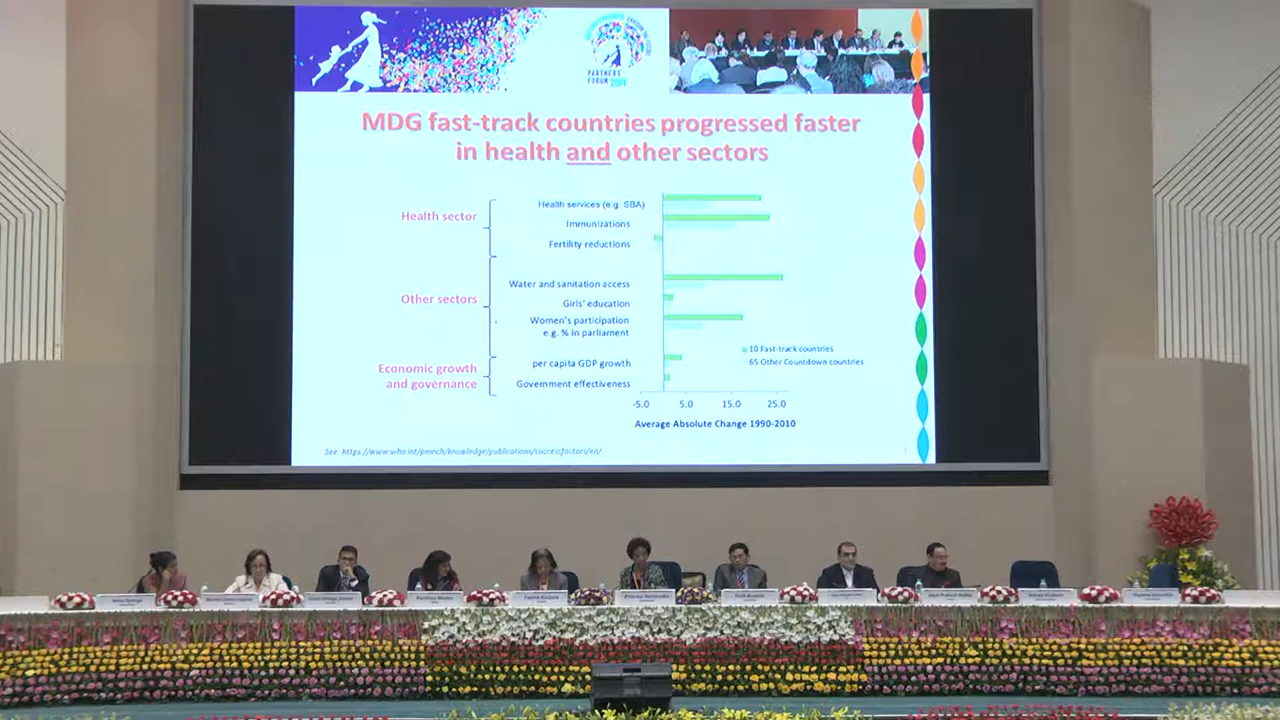 PARTNERS'
FORUM
MDG fast-track countries progressed faster
in health and other sectors
Health sector
Health services (e.g. SBA)
Immunizations
Fertility reductions
Other sectors
Water and sanitation access
Girls' education
Women's participation
e.g. % in parliament
Economic growth
and governance
per capita GDP growth
Government effectiveness
10 Fast-track countries
65 Other Countdown countries
-5.0 5.0 15.0 25.0
Average Absolute Change 1990-2010
See: https://www.who.int/pmnch/knowledge/publications/successfactors/en/